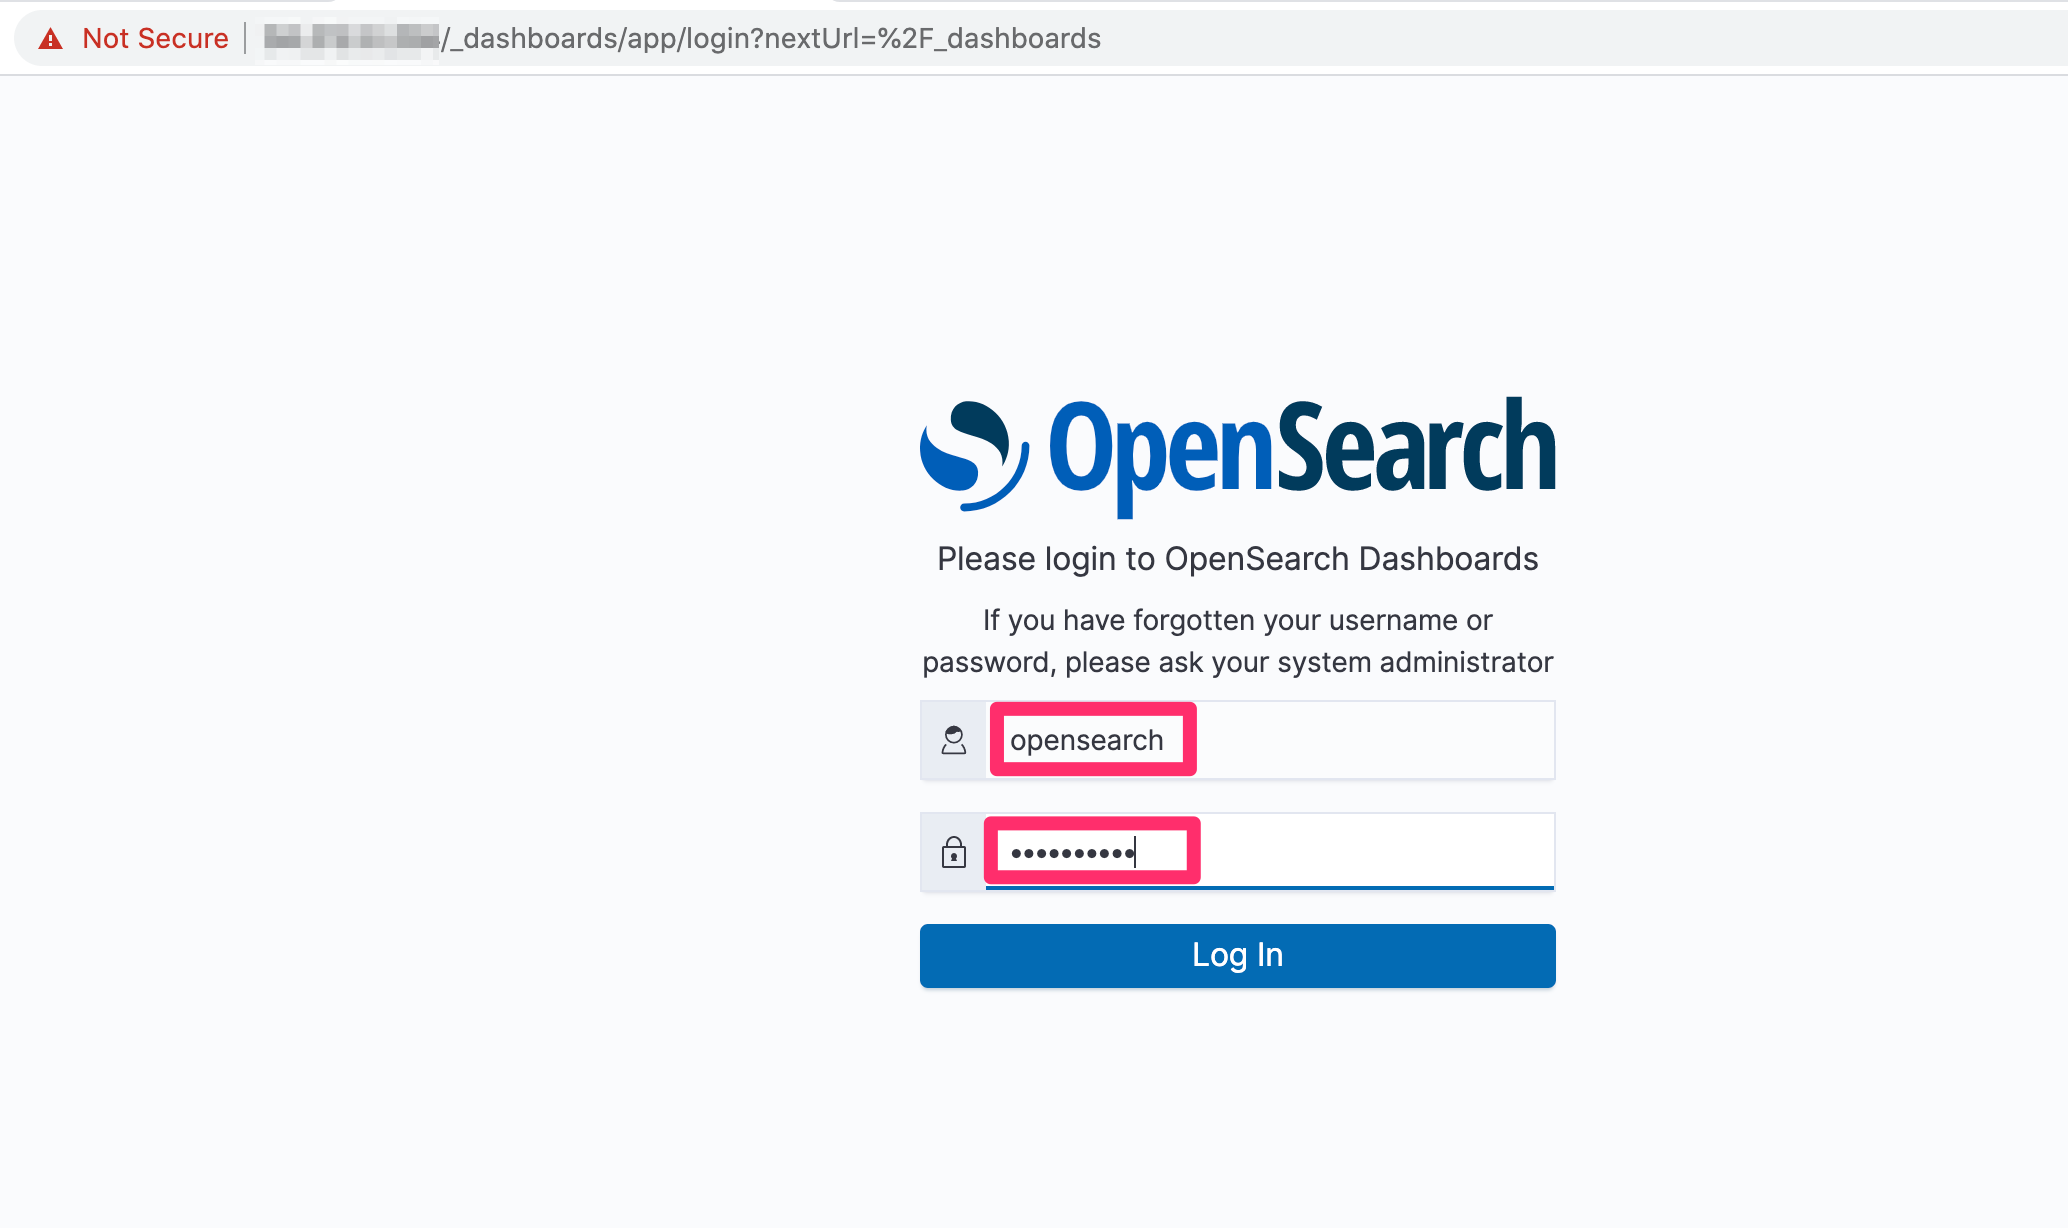 Not Secure
/_dashboards/app/login?nextUrl=%2F_dashboards
OpenSearch
Please login to OpenSearch Dashboards
If you have forgotten your username or
password, please ask your system administrator
opensearch
••••••••••
Log In